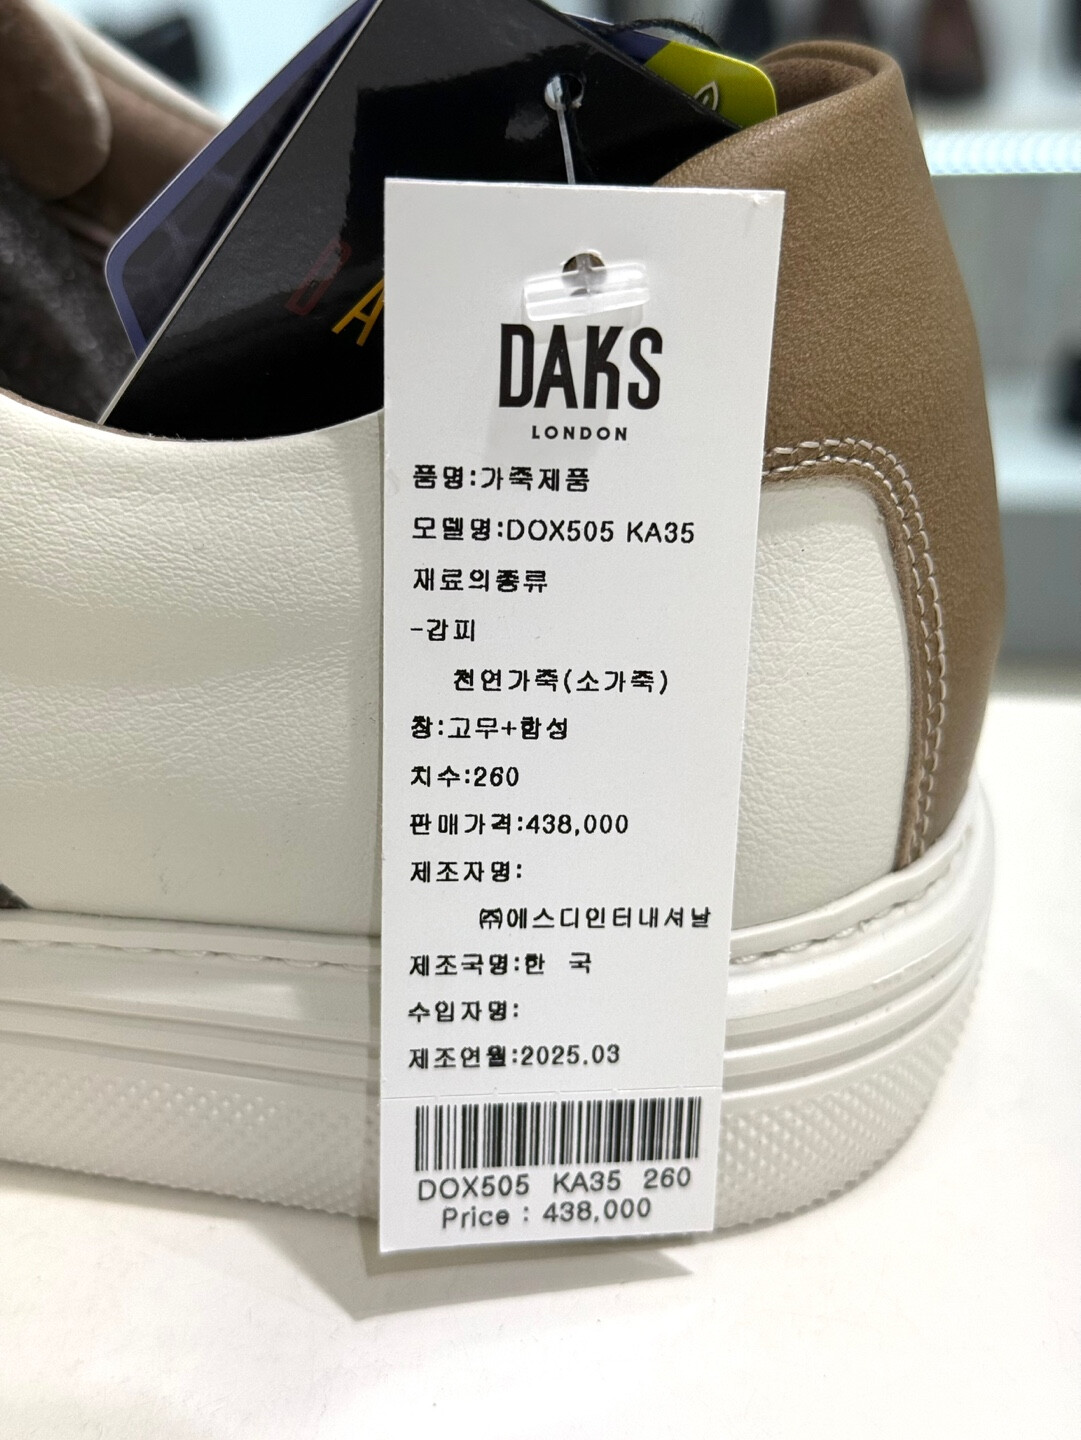 DAKS
LONDON
품명:가죽제품
모델명:DOX505 KA35
재료의종류
-갑피
천연가죽(소가죽)
창:고무+합성
치수:260
판매가격:438,000
제조자명:
㈜에스디인터내셔날
제조국명:한 국
수입자명:
제조연월:2025.03
DOX505 KA35 260
Price : 438,000